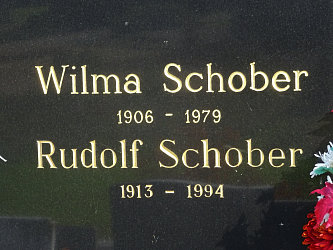 Wilma Schober
1906 - 1979
Rudolf Schober
1913 - 1994